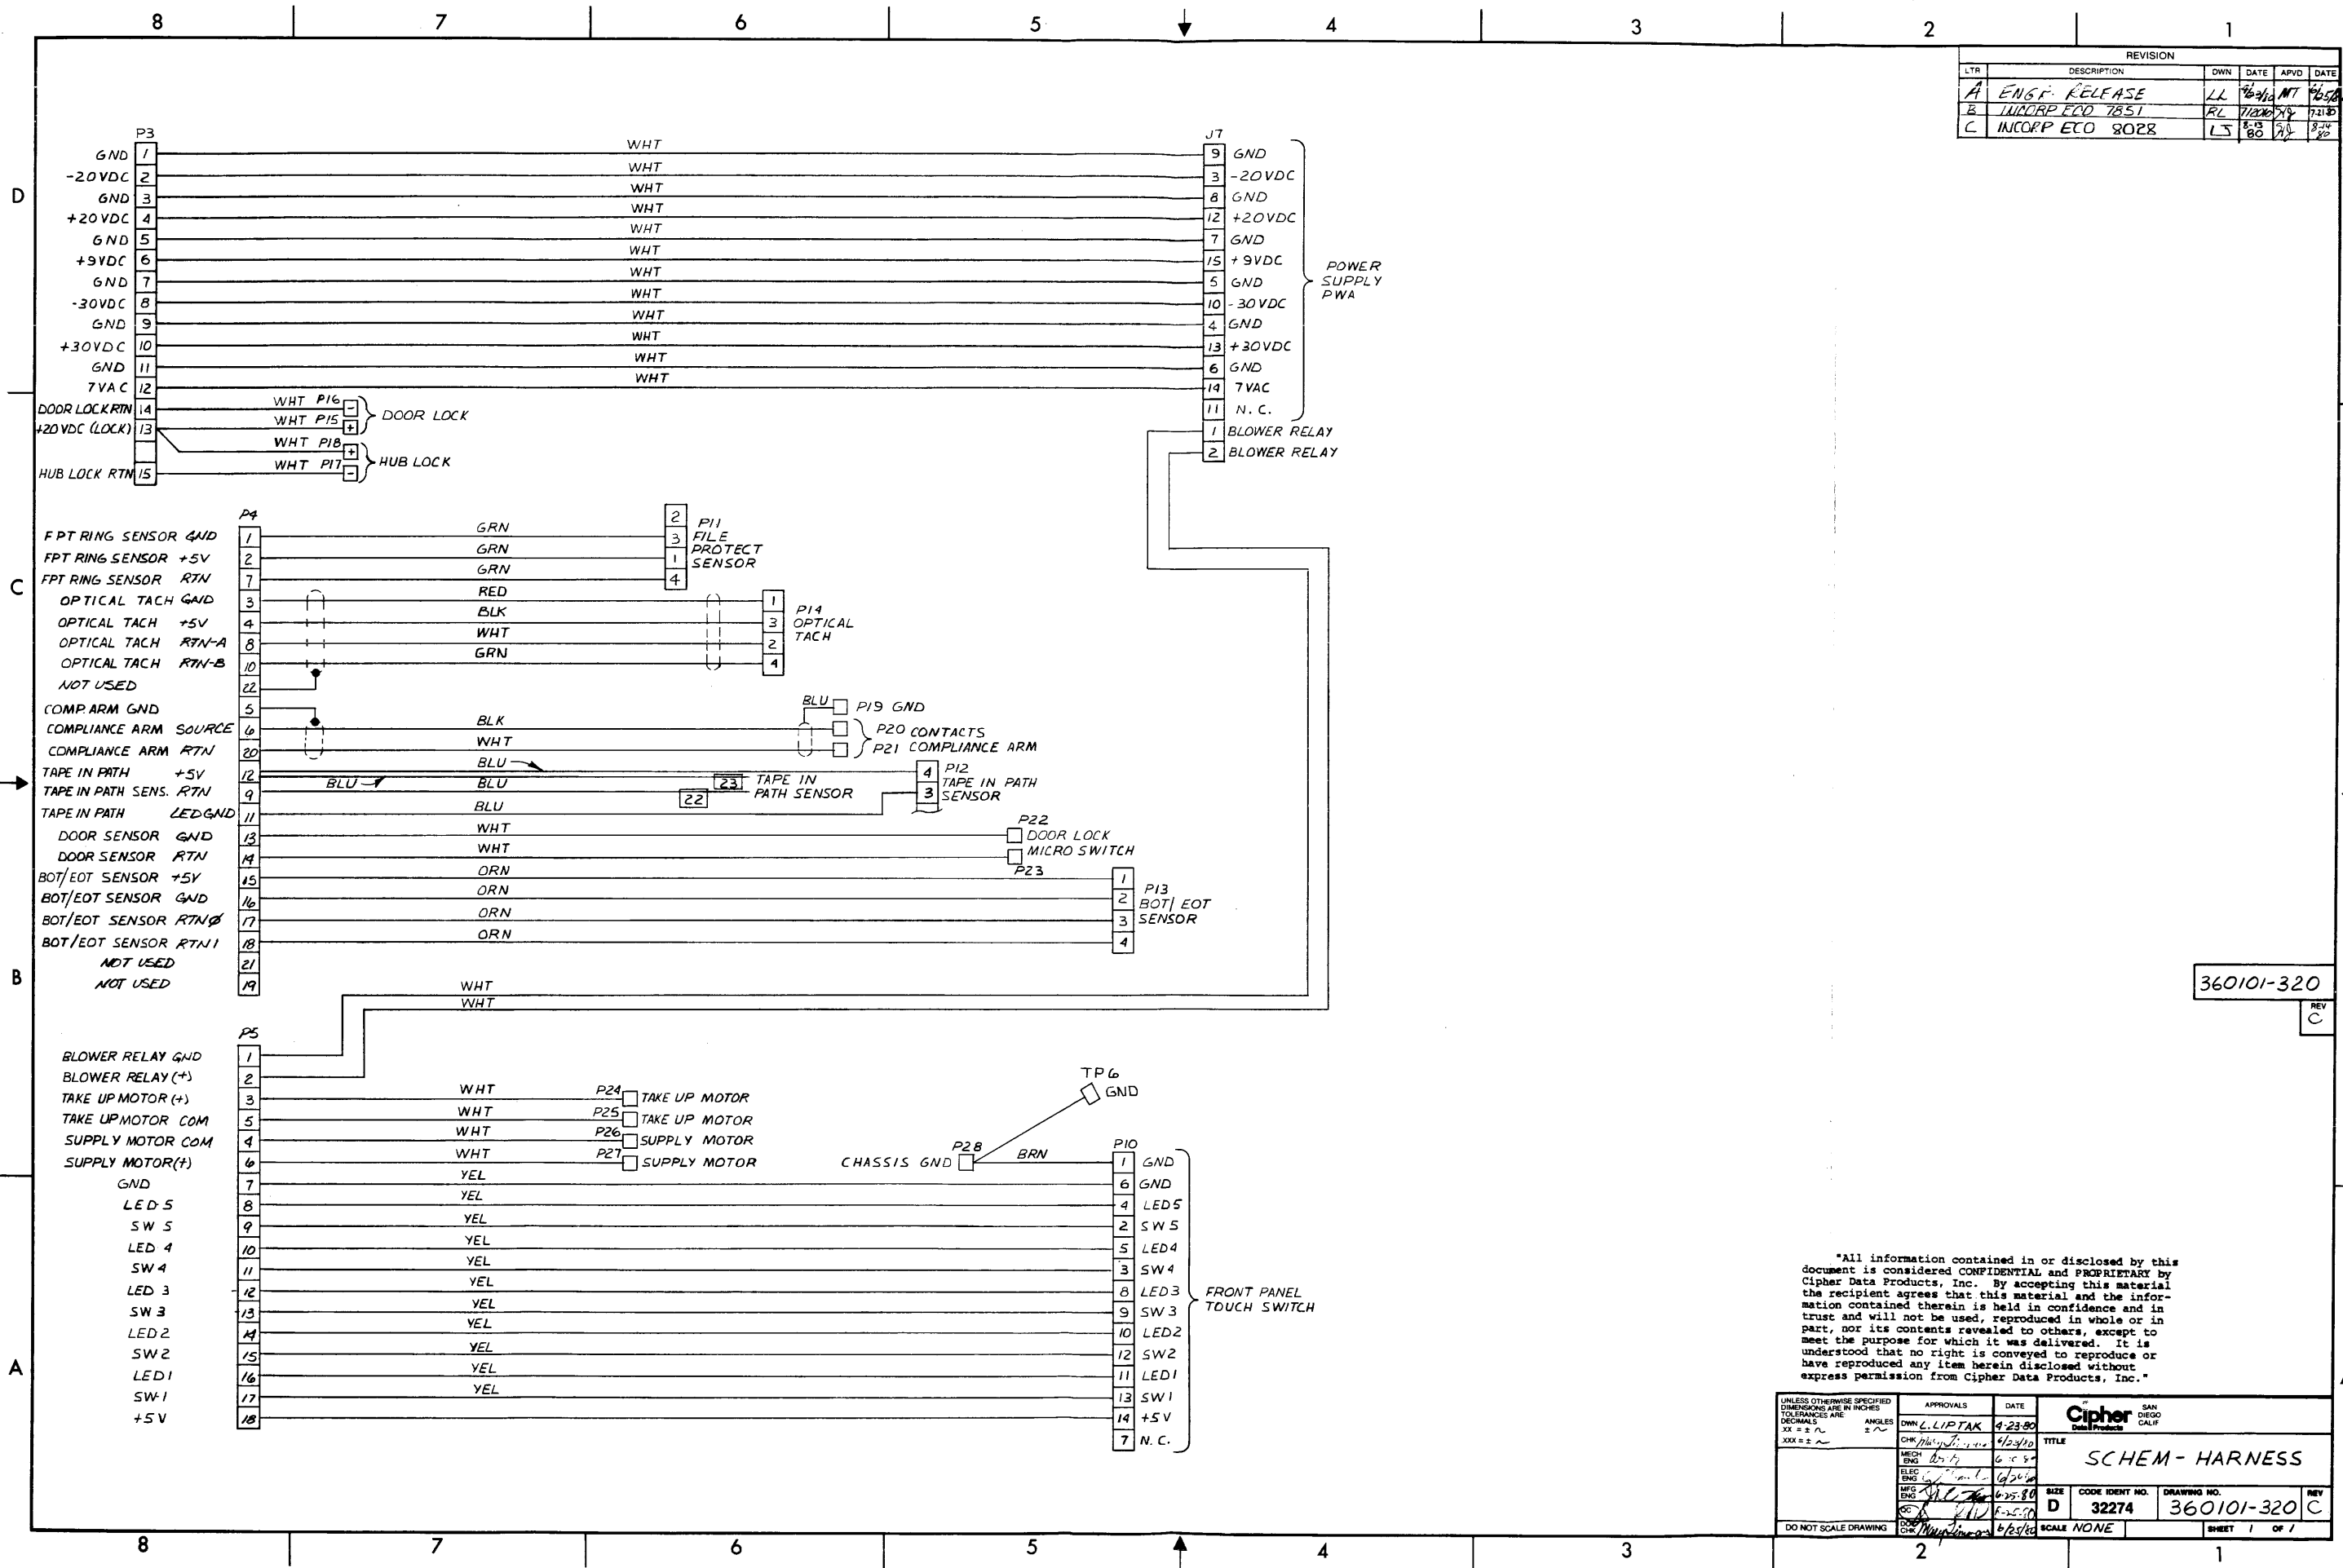 8 7 6 5 4 3 2 1
REVISION
LTR DESCRIPTION DWN DATE APVD DATE
A ENGR. RELEASE LL MT
B INCORP ECO 7851 RL
C INCORP ECO 8028 LJ 8-13 80 8-14 80
D
C
B
A
P3
GND 1 WHT 9 GND
-20VDC 2 WHT 3 -20VDC
GND 3 WHT 8 GND
+20VDC 4 WHT 12 +20VDC
GND 5 WHT 7 GND
+9VDC 6 WHT 15 +9VDC
GND 7 WHT 5 GND
-30VDC 8 WHT 10 -30VDC
GND 9 WHT 4 GND
+30VDC 10 WHT 13 +30VDC
GND 11 WHT 6 GND
7VAC 12 WHT 14 7VAC
11 N.C.
1 BLOWER RELAY
2 BLOWER RELAY
J7
POWER
SUPPLY
PWA
DOOR LOCK RTN 14 WHT P16 -
+20VDC (LOCK) 13 WHT P15 +
DOOR LOCK
WHT P18 +
HUB LOCK RTN 15 WHT P17 -
HUB LOCK
P4
FPT RING SENSOR GND 1 GRN 3
FPT RING SENSOR +5V 2 GRN 1
FPT RING SENSOR RTN 7 GRN 4
2
P11
FILE
PROTECT
SENSOR
OPTICAL TACH GND 3 RED 1
OPTICAL TACH +5V 4 BLK 3
OPTICAL TACH RTN-A 8 WHT 2
OPTICAL TACH RTN-B 10 GRN 4
P14
OPTICAL
TACH
NOT USED 22
COMP. ARM GND 5 BLU P19 GND
COMPLIANCE ARM SOURCE 6 BLK P20 CONTACTS
COMPLIANCE ARM RTN 20 WHT P21 COMPLIANCE ARM
TAPE IN PATH +5V 12 BLU 4
BLU 23
TAPE IN PATH SENS. RTN 9 BLU 22
TAPE IN
PATH SENSOR
TAPE IN PATH LED GND 11 BLU 3
P12
TAPE IN PATH
SENSOR
DOOR SENSOR GND 13 WHT P22
DOOR SENSOR RTN 14 WHT P23
DOOR LOCK
MICRO SWITCH
BOT/EOT SENSOR +5V 15 ORN 1
BOT/EOT SENSOR GND 16 ORN 2
BOT/EOT SENSOR RTNØ 17 ORN 3
BOT/EOT SENSOR RTN1 18 ORN 4
P13
BOT/EOT
SENSOR
NOT USED 21
NOT USED 19
WHT
WHT
P5
BLOWER RELAY GND 1
BLOWER RELAY (+) 2
TAKE UP MOTOR (+) 3 WHT P24 TAKE UP MOTOR
TAKE UP MOTOR COM 5 WHT P25 TAKE UP MOTOR
SUPPLY MOTOR COM 4 WHT P26 SUPPLY MOTOR
SUPPLY MOTOR (+) 6 WHT P27 SUPPLY MOTOR
TP6
GND
CHASSIS GND P28 BRN 1 GND
P10
GND 7 YEL 6 GND
LED 5 8 YEL 4 LED5
SW 5 9 YEL 2 SW5
LED 4 10 YEL 5 LED4
SW 4 11 YEL 3 SW4
LED 3 12 YEL 8 LED3
SW 3 13 YEL 9 SW3
LED2 14 YEL 10 LED2
SW2 15 YEL 12 SW2
LED1 16 YEL 11 LED1
SW-1 17 YEL 13 SW1
+5V 18 14 +5V
7 N.C.
FRONT PANEL
TOUCH SWITCH
360101-320
REV
C
"All information contained in or disclosed by this
document is considered CONFIDENTIAL and PROPRIETARY by
Cipher Data Products, Inc. By accepting this material
the recipient agrees that this material and the infor-
mation contained therein is held in confidence and in
trust and will not be used, reproduced in whole or in
part, nor its contents revealed to others, except to
meet the purpose for which it was delivered. It is
understood that no right is conveyed to reproduce or
have reproduced any item herein disclosed without
express permission from Cipher Data Products, Inc."
UNLESS OTHERWISE SPECIFIED
DIMENSIONS ARE IN INCHES
TOLERANCES ARE:
DECIMALS ANGLES
.XX = ± ~ ± ~
.XXX = ± ~
DO NOT SCALE DRAWING
APPROVALS DATE
DWN L. LIPTAK 4-23-80
CHK
MECH ENG
ELEC ENG
MFG ENG 6-25-80
QC
DOC CHK 6/25/80
Cipher
Data Products
SAN
DIEGO
CALIF
TITLE
SCHEM - HARNESS
SIZE D
CODE IDENT NO. 32274
DRAWING NO. 360101-320
REV C
SCALE NONE
SHEET 1 OF 1
8 7 6 5 4 3 2 1